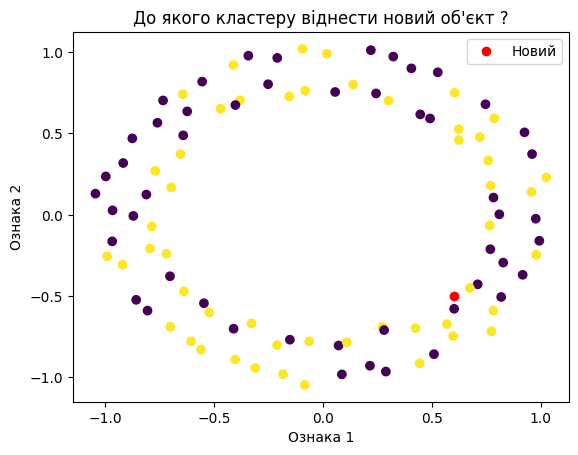 До якого кластеру віднести новий об'єкт ?
Новий
1.0
0.5
0.0
−0.5
−1.0
Ознака 2
−1.0
−0.5
0.0
0.5
1.0
Ознака 1